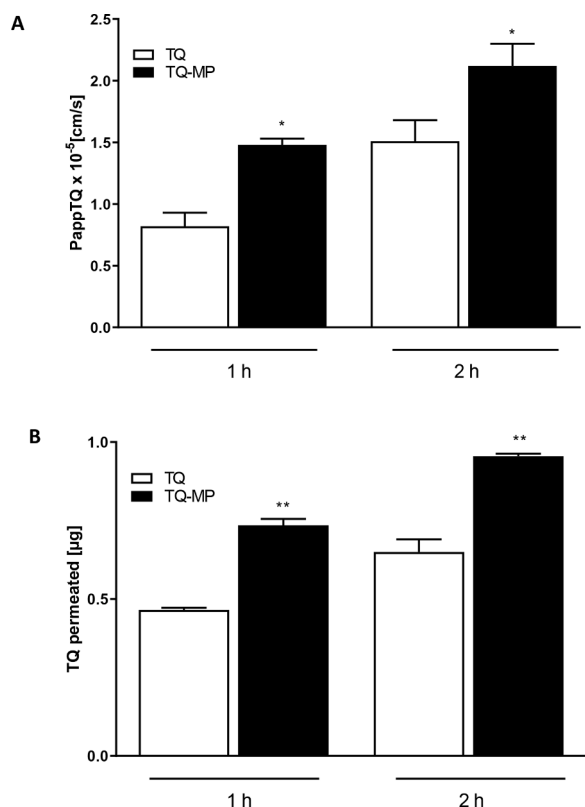 A
PappTQ x 10⁻⁵[cm/s]
2.5
2.0
1.5
1.0
0.5
0.0
TQ
TQ-MP
*
*
1 h
2 h
B
TQ permeated [µg]
1.0
0.5
0.0
TQ
TQ-MP
**
**
1 h
2 h